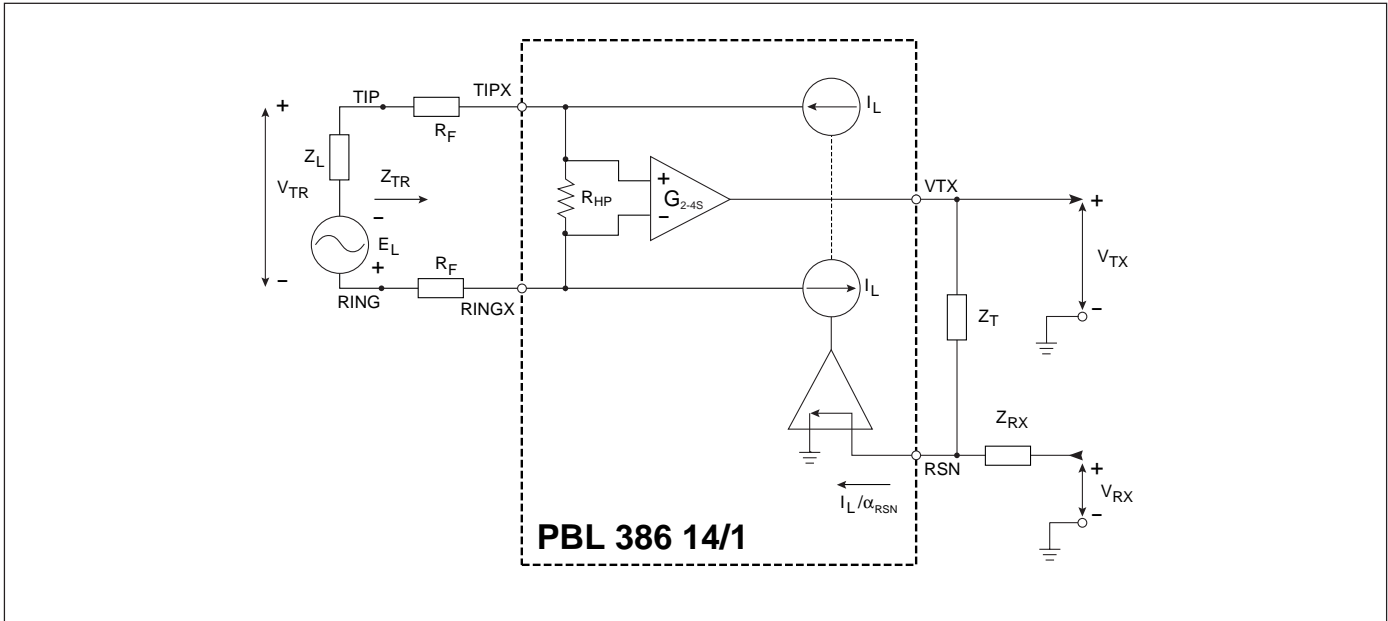 TIP
TIPX
+
R_F
I_L
Z_L
V_TR
Z_TR
+
G_2-4S
−
R_HP
VTX
+
−
E_L
+
−
R_F
RING
RINGX
I_L
V_TX
−
Z_T
Z_RX
RSN
+
V_RX
−
I_L/α_RSN
PBL 386 14/1